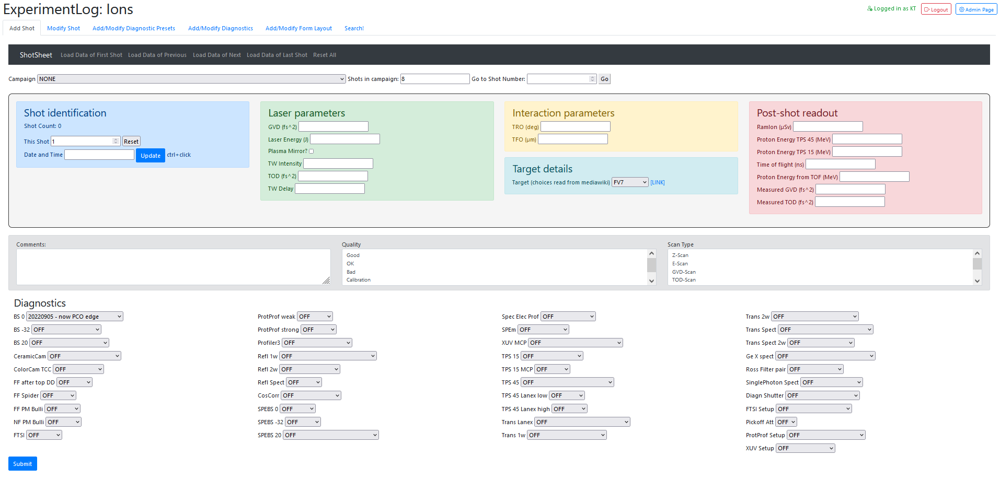 ExperimentLog: Ions
Logged in as KT Logout Admin Page
Add Shot Modify Shot Add/Modify Diagnostic Presets Add/Modify Diagnostics Add/Modify Form Layout Search!
ShotSheet Load Data of First Shot Load Data of Previous Load Data of Next Load Data of Last Shot Reset All
Campaign NONE Shots in campaign: 8 Go to Shot Number: Go
Shot identification
Shot Count: 0
This Shot 1 Reset
Date and Time Update ctrl+click
Laser parameters
GVD (fs^2)
Laser Energy (J)
Plasma Mirror?
TW Intensity
TOD (fs^2)
TW Delay
Interaction parameters
TRO (deg)
TFO (μm)
Target details
Target (choices read from mediawiki) FV7 [LINK]
Post-shot readout
RamIon (μSv)
Proton Energy TPS 45 (MeV)
Proton Energy TPS 15 (MeV)
Time of flight (ns)
Proton Energy from TOF (MeV)
Measured GVD (fs^2)
Measured TOD (fs^2)
Comments:
Quality
Good
OK
Bad
Calibration
Scan Type
Z-Scan
E-Scan
GVD-Scan
TOD-Scan
Diagnostics
BS 0 20220905 - now PCO edge
BS -32 OFF
BS 20 OFF
CeramicCam OFF
ColorCam TCC OFF
FF after top DD OFF
FF Spider OFF
FF PM Bulli OFF
NF PM Bulli OFF
FTSI OFF
ProtProf weak OFF
ProtProf strong OFF
Profiler3 OFF
Refl 1w OFF
Refl 2w OFF
Refl Spect OFF
CosCorr OFF
SPEBS 0 OFF
SPEBS -32 OFF
SPEBS 20 OFF
Spec Elec Prof OFF
SPEm OFF
XUV MCP OFF
TPS 15 OFF
TPS 15 MCP OFF
TPS 45 OFF
TPS 45 Lanex low OFF
TPS 45 Lanex high OFF
Trans Lanex OFF
Trans 1w OFF
Trans 2w OFF
Trans Spect OFF
Trans Spect 2w OFF
Ge X spect OFF
Ross Filter pair OFF
SinglePhoton Spect OFF
Diagn Shutter OFF
FTSI Setup OFF
Pickoff Att OFF
ProtProf Setup OFF
XUV Setup OFF
Submit